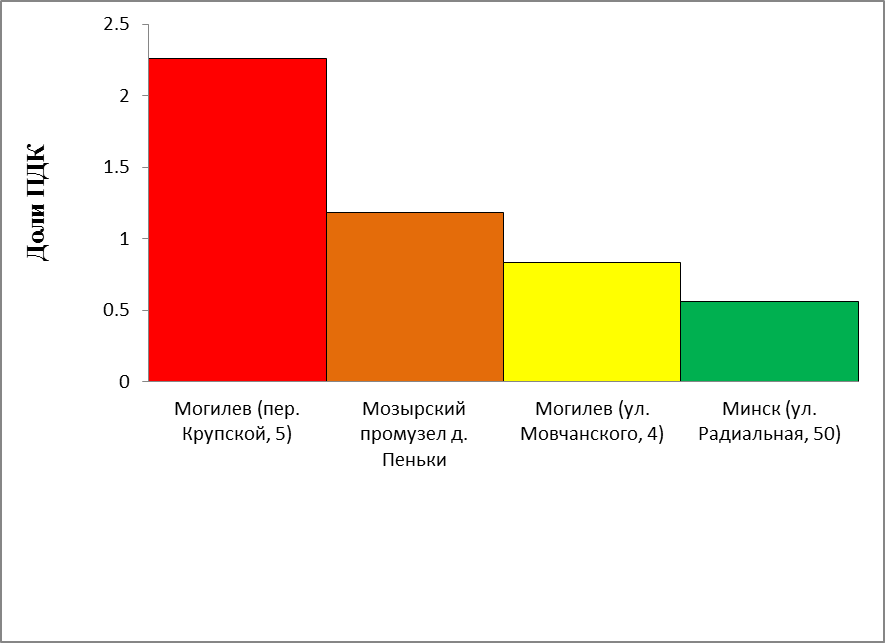 Доли ПДК
2.5
2
1.5
1
0.5
0
Могилев (пер.
Крупской, 5)
Мозырский
промузел д.
Пеньки
Могилев (ул.
Мовчанского, 4)
Минск (ул.
Радиальная, 50)